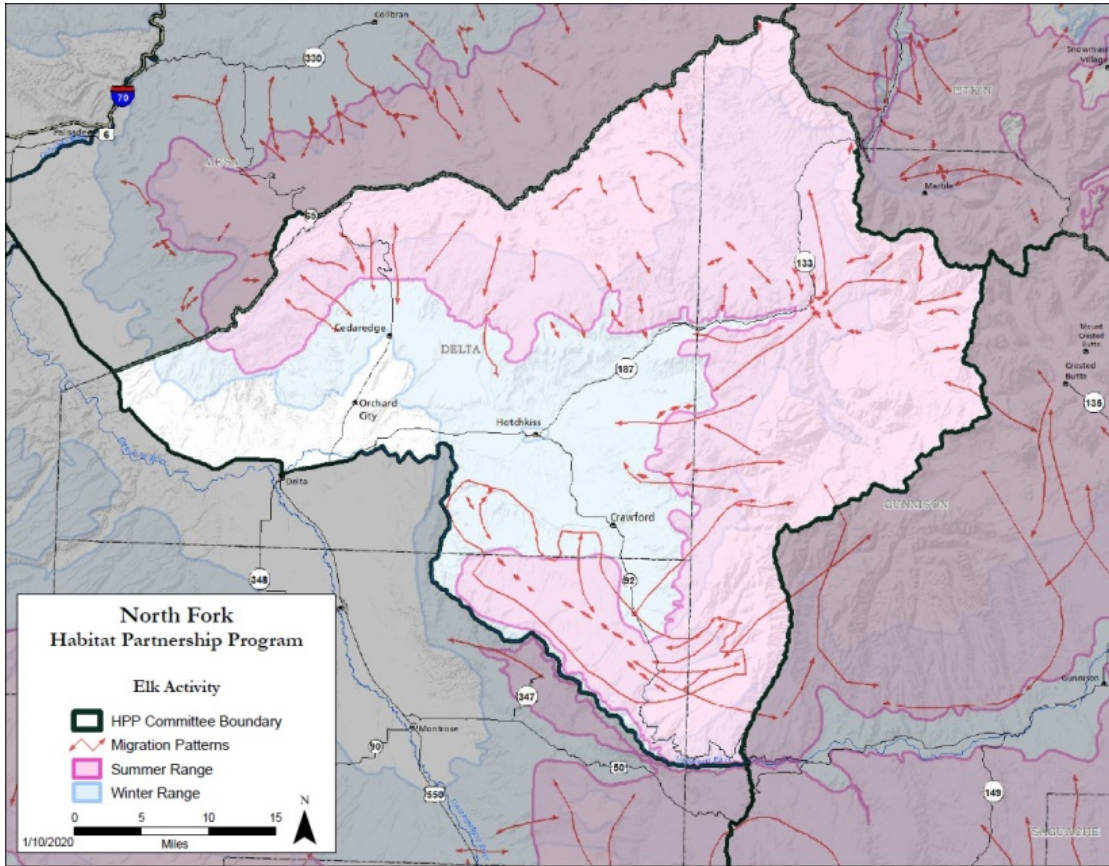 Collbran
330
Snowmass
Village
70
Palisade
6
PITKIN
MESA
65
Marble
133
Mount
Crested
Butte
Crested
Butte
135
Cedaredge
DELTA
187
Orchard
City
Hotchkiss
Delta
GUNNISON
Crawford
348
92
Gunnison
347
Montrose
90
50
550
149
SAGUACHE
North Fork
Habitat Partnership Program
Elk Activity
HPP Committee Boundary
Migration Patterns
Summer Range
Winter Range
0 5 10 15
Miles
N
1/10/2020